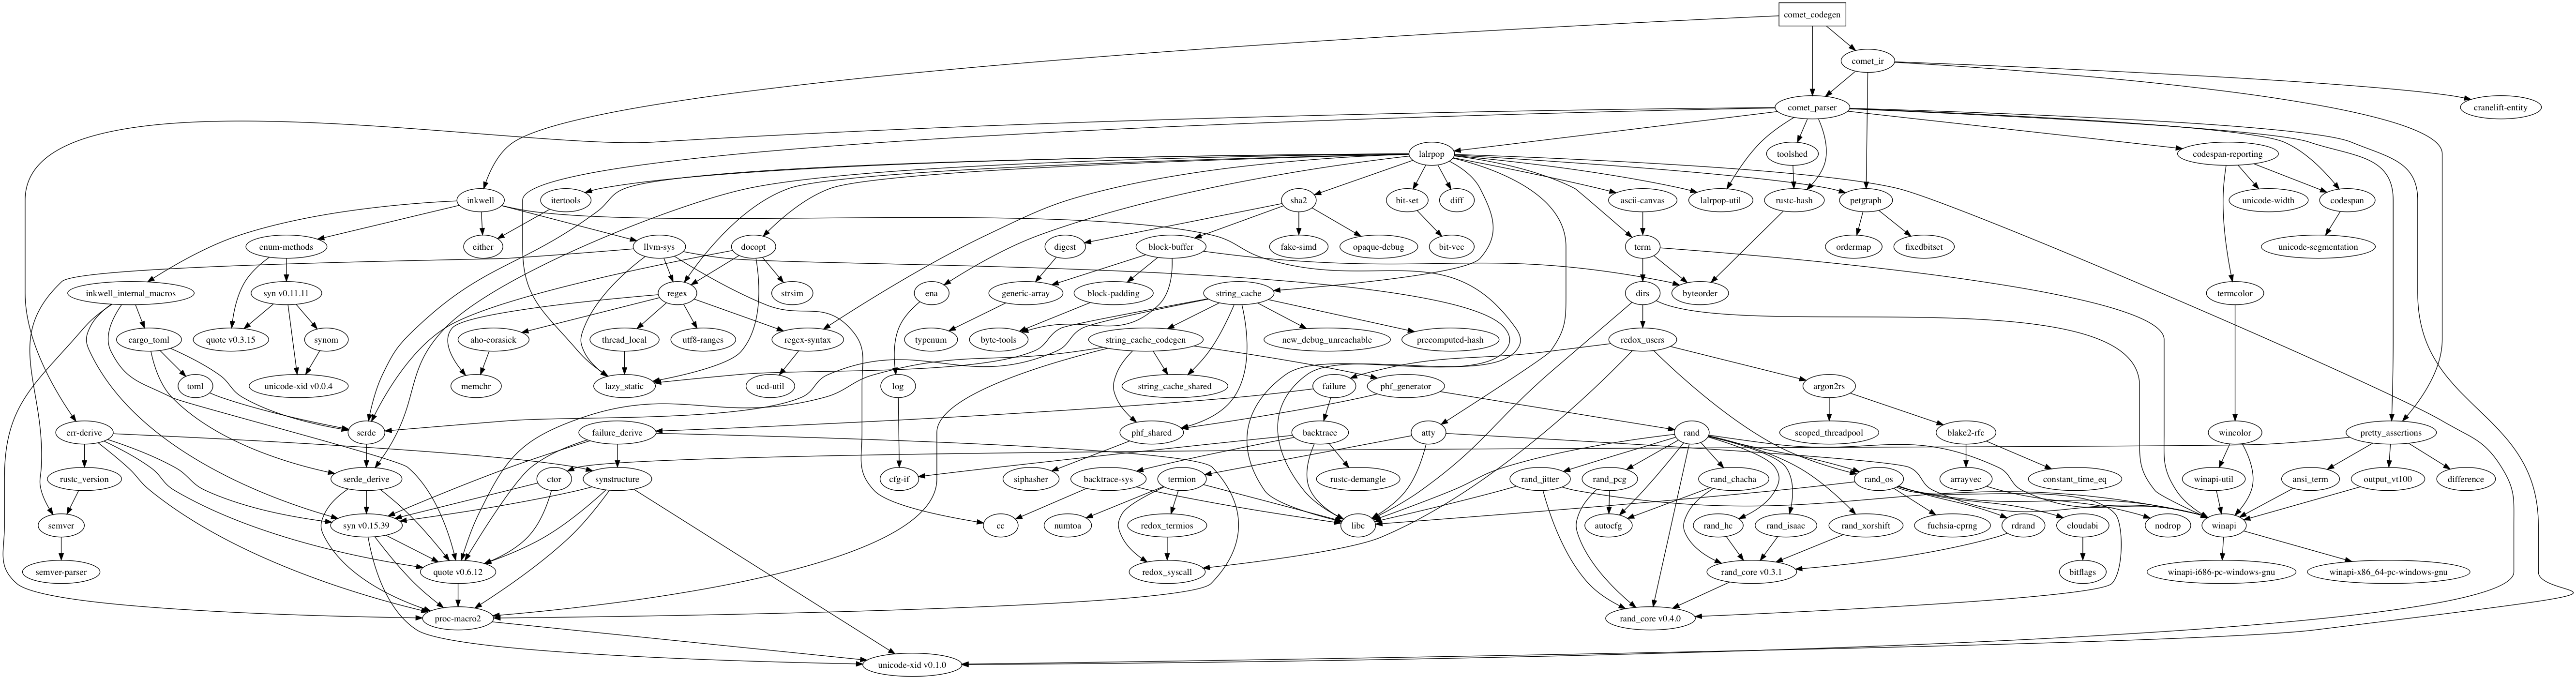 comet_codegen
comet_ir
comet_parser
cranelift-entity
lalrpop
toolshed
codespan-reporting
inkwell
itertools
sha2
bit-set
diff
ascii-canvas
lalrpop-util
rustc-hash
petgraph
unicode-width
codespan
enum-methods
either
llvm-sys
docopt
digest
block-buffer
fake-simd
opaque-debug
bit-vec
term
ordermap
fixedbitset
unicode-segmentation
inkwell_internal_macros
syn v0.11.11
regex
strsim
ena
generic-array
block-padding
string_cache
dirs
byteorder
termcolor
cargo_toml
quote v0.3.15
synom
aho-corasick
thread_local
utf8-ranges
regex-syntax
typenum
byte-tools
string_cache_codegen
new_debug_unreachable
precomputed-hash
redox_users
toml
unicode-xid v0.0.4
memchr
lazy_static
ucd-util
log
string_cache_shared
failure
phf_generator
argon2rs
err-derive
serde
failure_derive
phf_shared
backtrace
atty
rand
scoped_threadpool
blake2-rfc
wincolor
pretty_assertions
rustc_version
serde_derive
ctor
synstructure
cfg-if
siphasher
backtrace-sys
termion
rustc-demangle
rand_jitter
rand_pcg
rand_chacha
rand_os
arrayvec
constant_time_eq
winapi-util
ansi_term
output_vt100
difference
semver
syn v0.15.39
cc
numtoa
redox_termios
libc
autocfg
rand_hc
rand_isaac
rand_xorshift
fuchsia-cprng
rdrand
cloudabi
nodrop
winapi
semver-parser
quote v0.6.12
redox_syscall
rand_core v0.3.1
bitflags
winapi-i686-pc-windows-gnu
winapi-x86_64-pc-windows-gnu
proc-macro2
rand_core v0.4.0
unicode-xid v0.1.0